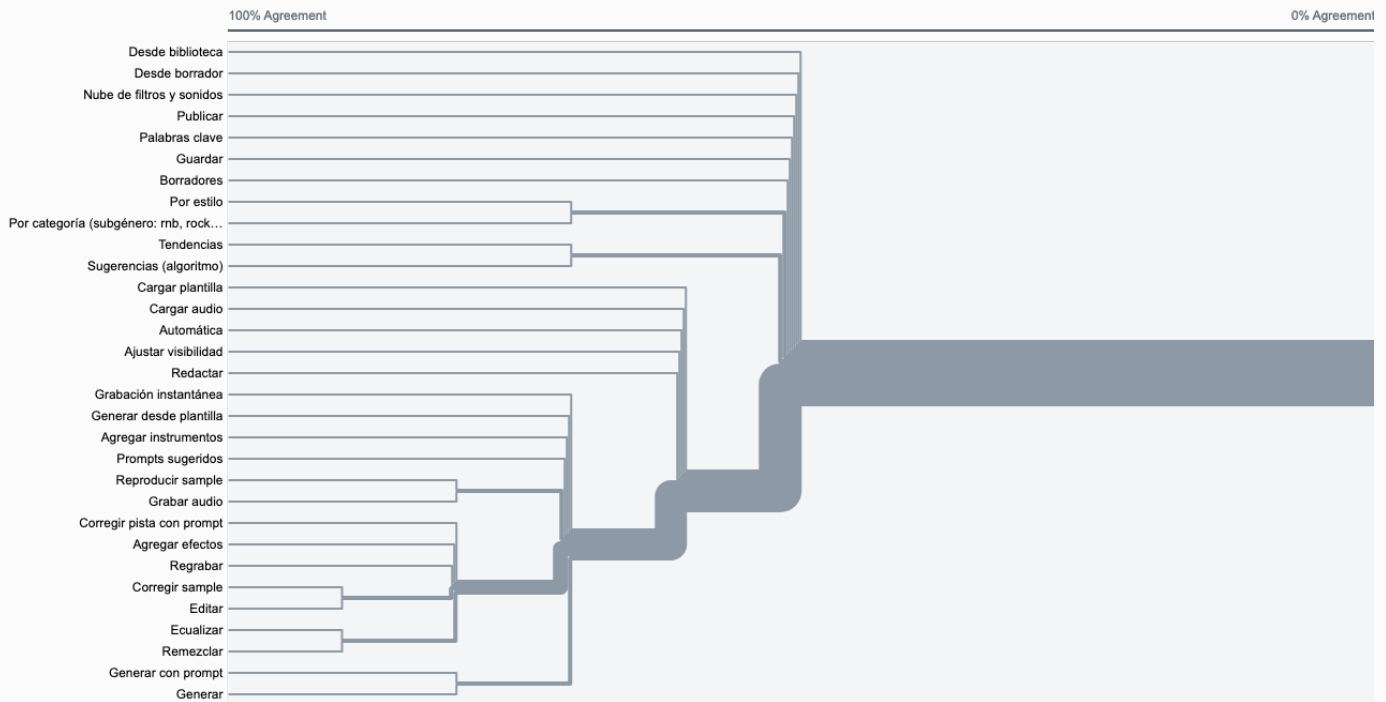 100% Agreement
0% Agreement
Desde biblioteca
Desde borrador
Nube de filtros y sonidos
Publicar
Palabras clave
Guardar
Borradores
Por estilo
Por categoría (subgénero: rnb, rock…
Tendencias
Sugerencias (algoritmo)
Cargar plantilla
Cargar audio
Automática
Ajustar visibilidad
Redactar
Grabación instantánea
Generar desde plantilla
Agregar instrumentos
Prompts sugeridos
Reproducir sample
Grabar audio
Corregir pista con prompt
Agregar efectos
Regrabar
Corregir sample
Editar
Ecualizar
Remezclar
Generar con prompt
Generar